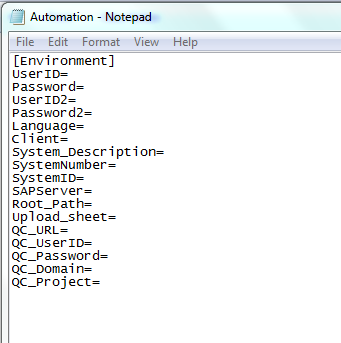 Automation - Notepad
File Edit Format View Help
[Environment]
UserID=
Password=
UserID2=
Password2=
Language=
Client=
System_Description=
SystemNumber=
SystemID=
SAPServer=
Root_Path=
Upload_sheet=
QC_URL=
QC_UserID=
QC_Password=
QC_Domain=
QC_Project=